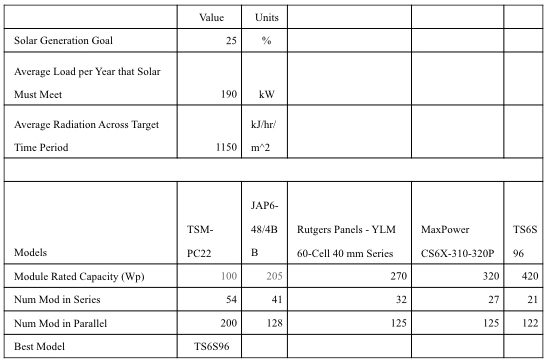 Value Units
Solar Generation Goal 25 %
Average Load per Year that Solar
Must Meet 190 kW
Average Radiation Across Target kJ/hr/
Time Period 1150 m^2
JAP6-
TSM- 48/4B Rutgers Panels - YLM MaxPower TS6S
Models PC22 B 60-Cell 40 mm Series CS6X-310-320P 96
Module Rated Capacity (Wp) 100 205 270 320 420
Num Mod in Series 54 41 32 27 21
Num Mod in Parallel 200 128 125 125 122
Best Model TS6S96